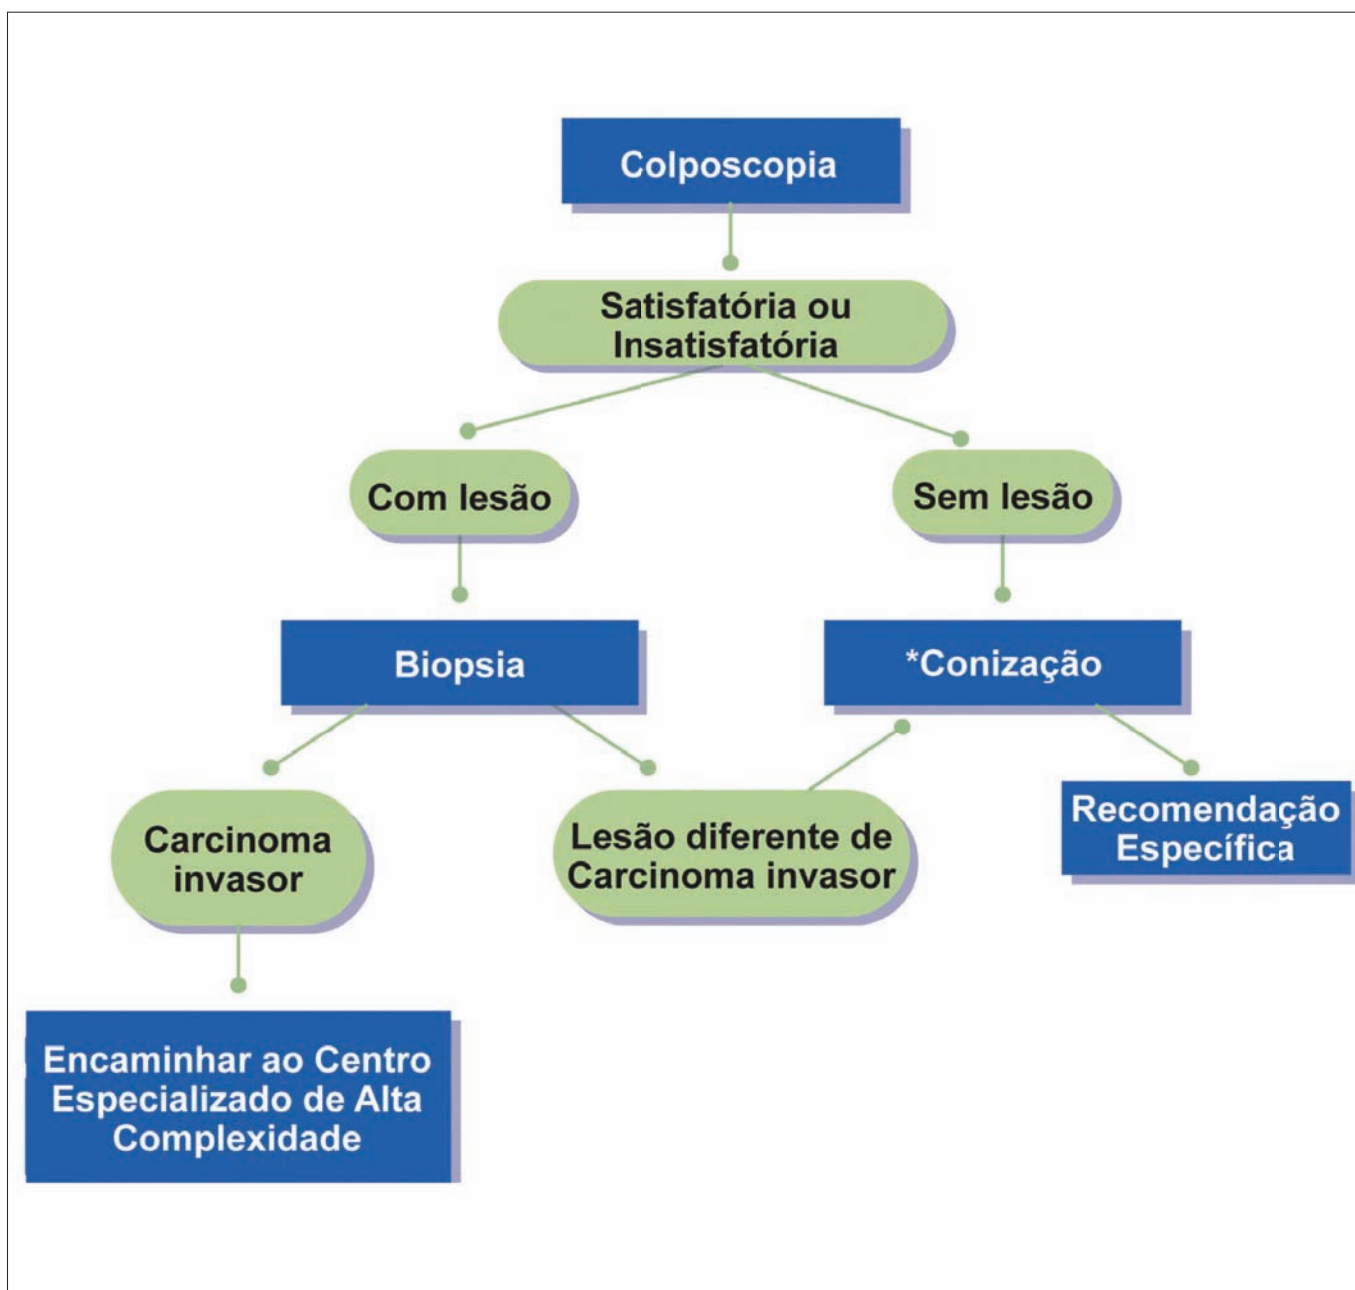 Colposcopia
Satisfatória ou
Insatisfatória
Com lesão
Sem lesão
Biopsia
*Conização
Carcinoma
invasor
Lesão diferente de
Carcinoma invasor
Recomendação
Específica
Encaminhar ao Centro
Especializado de Alta
Complexidade